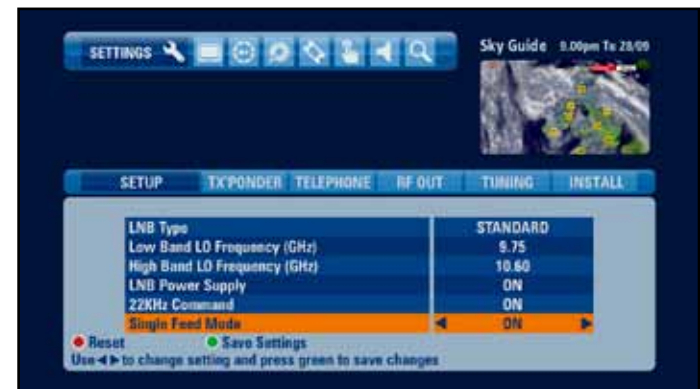 SETTINGS
Sky Guide 9.00pm Tu 28/09
SETUP TX'PONDER TELEPHONE RF OUT TUNING INSTALL
LNB Type STANDARD
Low Band LO Frequency (GHz) 9.75
High Band LO Frequency (GHz) 10.60
LNB Power Supply ON
22KHz Command ON
Single Feed Mode ON
Reset Save Settings
Use ◄ ► to change setting and press green to save changes